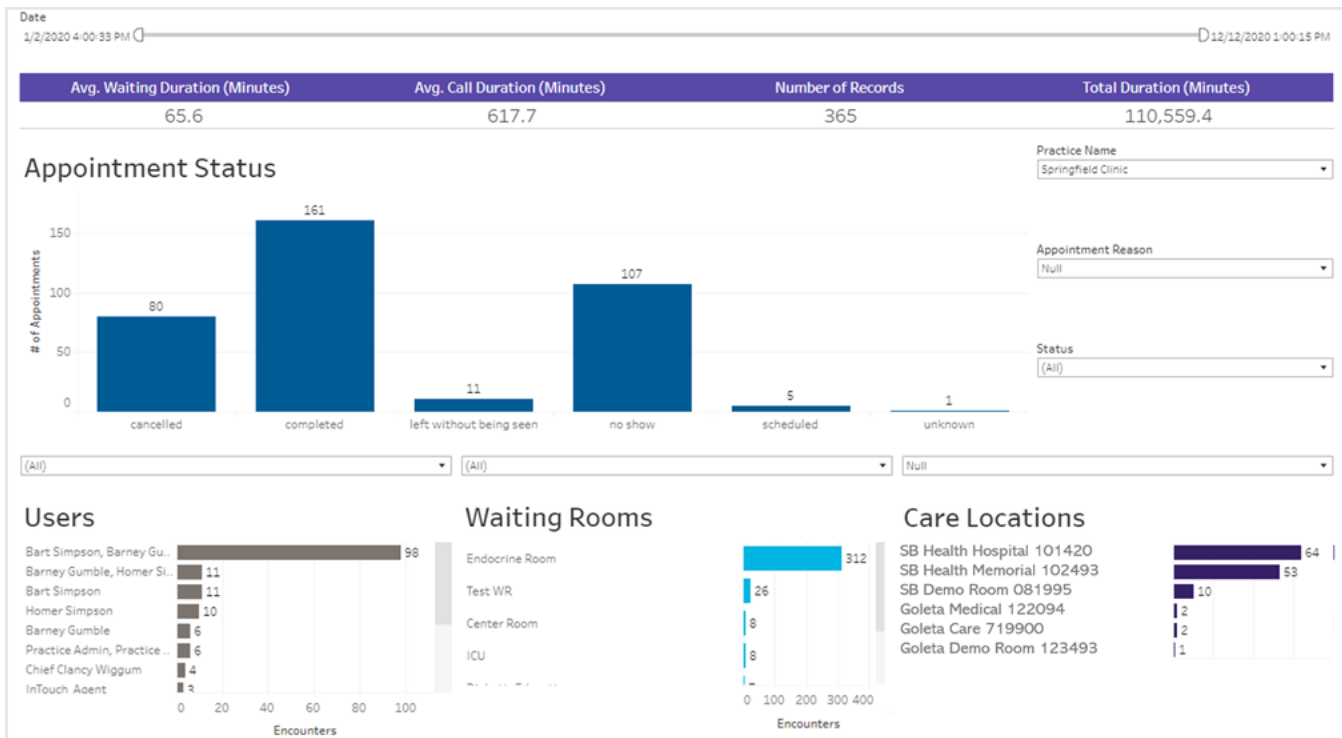 Date
1/2/2020 4:00:33 PM
12/12/2020 1:00:15 PM
Avg. Waiting Duration (Minutes) Avg. Call Duration (Minutes) Number of Records Total Duration (Minutes)
65.6 617.7 365 110,559.4
Appointment Status
Practice Name
Springfield Clinic
Appointment Reason
Null
Status
(All)
# of Appointments
150
100
50
0
80
161
11
107
5
1
cancelled completed left without being seen no show scheduled unknown
(All) (All) Null
Users
Bart Simpson, Barney Gu.. 98
Barney Gumble, Homer Si.. 11
Bart Simpson 11
Homer Simpson 10
Barney Gumble 6
Practice Admin, Practice .. 6
Chief Clancy Wiggum 4
InTouch Agent 3
0 20 40 60 80 100
Encounters
Waiting Rooms
Endocrine Room 312
Test WR 26
Center Room 8
ICU 8
0 100 200 300 400
Encounters
Care Locations
SB Health Hospital 101420 64
SB Health Memorial 102493 53
SB Demo Room 081995 10
Goleta Medical 122094 2
Goleta Care 719900 2
Goleta Demo Room 123493 1